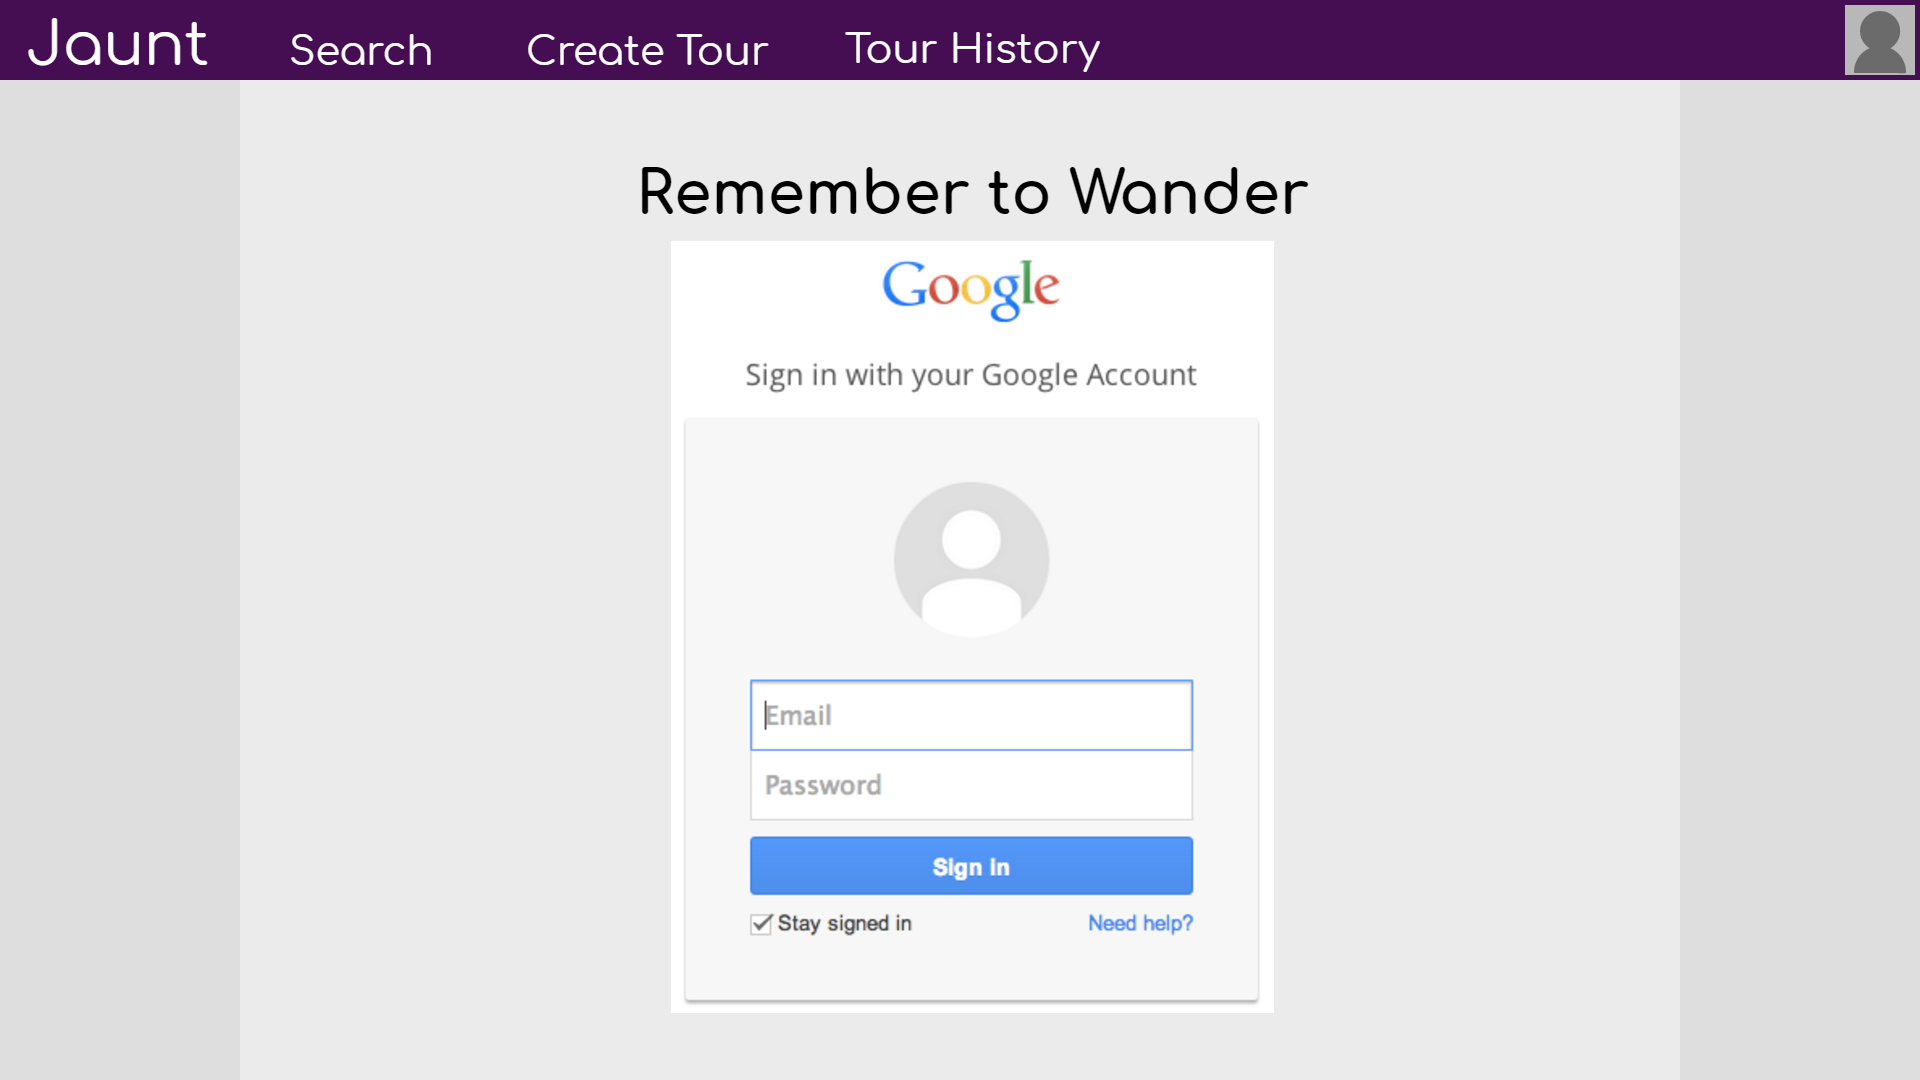 Jaunt Search Create Tour Tour History
Remember to Wander
Google
Sign in with your Google Account
Email
Password
Sign in
Stay signed in Need help?